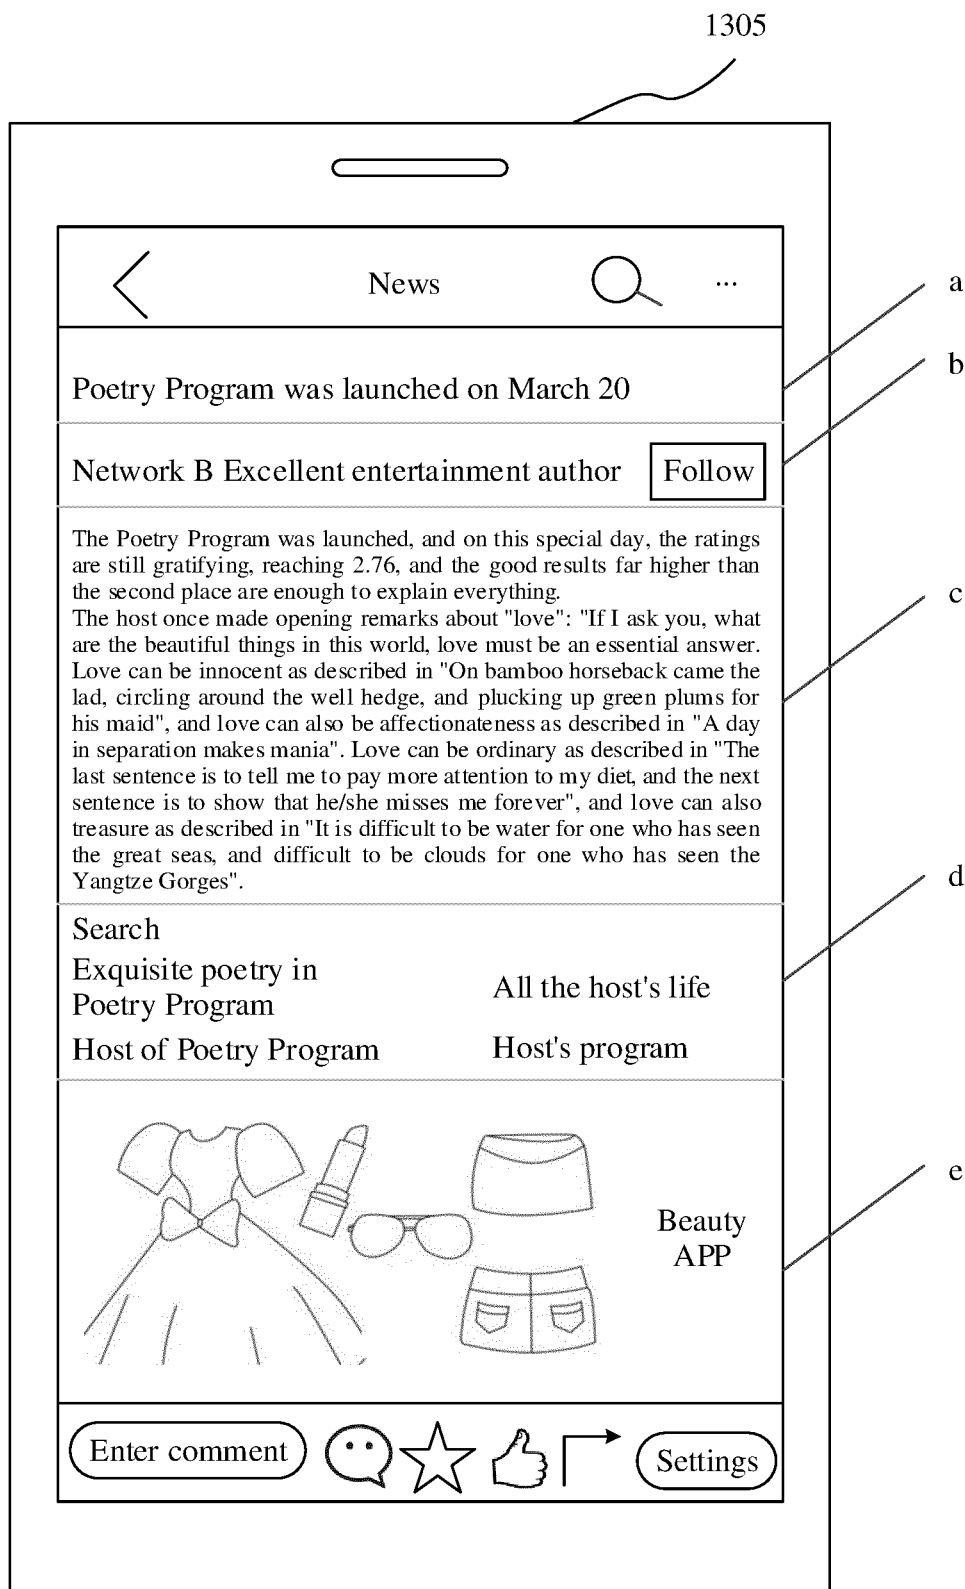 1305
News
...
a
b
Poetry Program was launched on March 20
Network B Excellent entertainment author
Follow
The Poetry Program was launched, and on this special day, the ratings
are still gratifying, reaching 2.76, and the good results far higher than
the second place are enough to explain everything.
The host once made opening remarks about "love": "If I ask you, what
are the beautiful things in this world, love must be an essential answer.
Love can be innocent as described in "On bamboo horseback came the
lad, circling around the well hedge, and plucking up green plums for
his maid", and love can also be affectionateness as described in "A day
in separation makes mania". Love can be ordinary as described in "The
last sentence is to tell me to pay more attention to my diet, and the next
sentence is to show that he/she misses me forever", and love can also
treasure as described in "It is difficult to be water for one who has seen
the great seas, and difficult to be clouds for one who has seen the
Yangtze Gorges".
c
d
Search
Exquisite poetry in
Poetry Program
All the host's life
Host of Poetry Program
Host's program
e
Beauty
APP
Enter comment
Settings